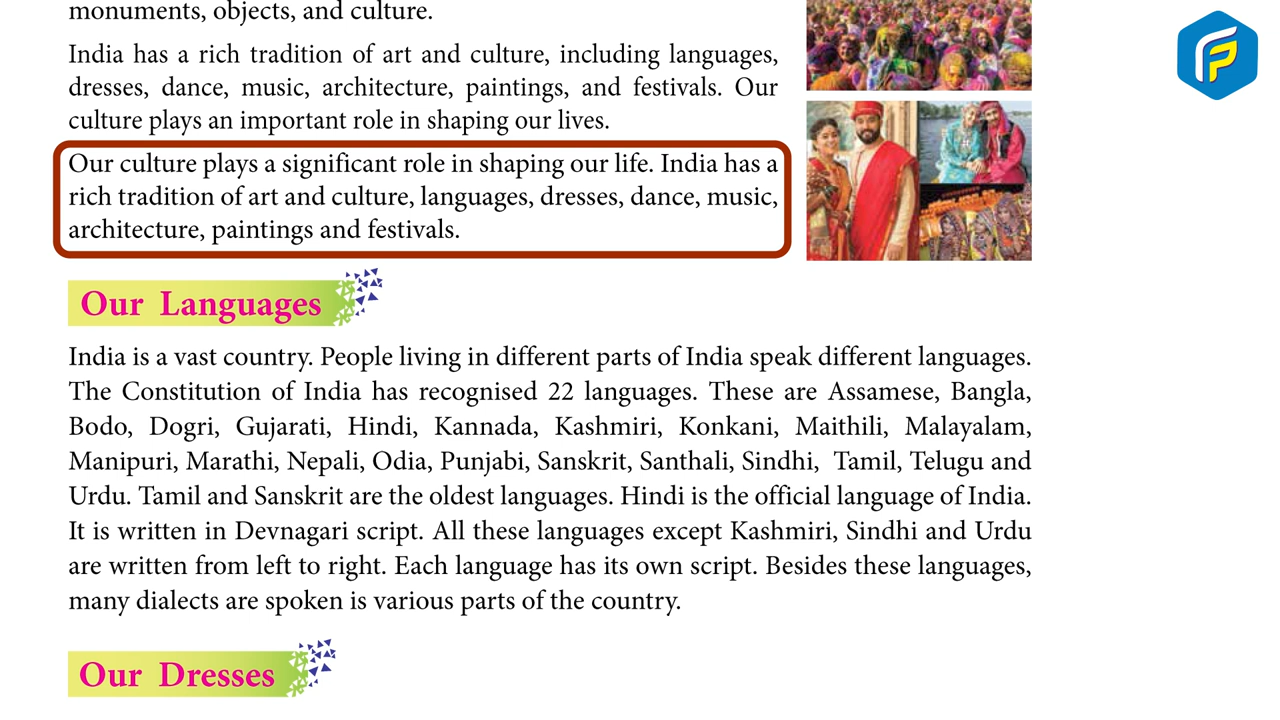 monuments, objects, and culture.
India has a rich tradition of art and culture, including languages,
dresses, dance, music, architecture, paintings, and festivals. Our
culture plays an important role in shaping our lives.
Our culture plays a significant role in shaping our life. India has a
rich tradition of art and culture, languages, dresses, dance, music,
architecture, paintings and festivals.
Our Languages
India is a vast country. People living in different parts of India speak different languages.
The Constitution of India has recognised 22 languages. These are Assamese, Bangla,
Bodo, Dogri, Gujarati, Hindi, Kannada, Kashmiri, Konkani, Maithili, Malayalam,
Manipuri, Marathi, Nepali, Odia, Punjabi, Sanskrit, Santhali, Sindhi, Tamil, Telugu and
Urdu. Tamil and Sanskrit are the oldest languages. Hindi is the official language of India.
It is written in Devnagari script. All these languages except Kashmiri, Sindhi and Urdu
are written from left to right. Each language has its own script. Besides these languages,
many dialects are spoken is various parts of the country.
Our Dresses